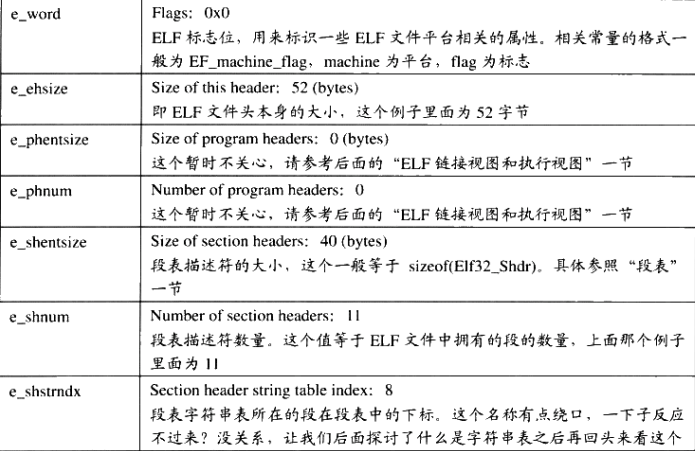 e_word
Flags: 0x0
ELF 标志位，用来标识一些 ELF 文件平台相关的属性。相关常量的格式一
般为 EF_machine_flag，machine 为平台，flag 为标志
e_ehsize
Size of this header: 52 (bytes)
即 ELF 文件头本身的大小，这个例子里面为 52 字节
e_phentsize
Size of program headers: 0 (bytes)
这个暂时不关心，请参考后面的“ELF 链接视图和执行视图”一节
e_phnum
Number of program headers: 0
这个暂时不关心，请参考后面的“ELF 链接视图和执行视图”一节
e_shentsize
Size of section headers: 40 (bytes)
段表描述符的大小，这个一般等于 sizeof(Elf32_Shdr)。具体参照“段表”
一节
e_shnum
Number of section headers: 11
段表描述符数量。这个值等于 ELF 文件中拥有的段的数量，上面那个例子
里面为 11
e_shstrndx
Section header string table index: 8
段表字符串表所在的段在段表中的下标。这个名称有点绕口，一下子反应
不过来？没关系，让我们后面探讨了什么是字符串表之后再回头来看这个